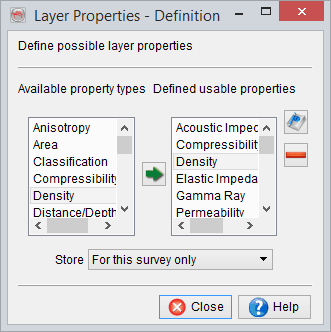 Layer Properties - Definition
Define possible layer properties
Available property types Defined usable properties
Anisotropy
Area
Classification
Compressibility
Density
Distance/Depth
Acoustic Imped
Compressibility
Density
Elastic Impeda
Gamma Ray
Permeability
Store For this survey only
Close Help